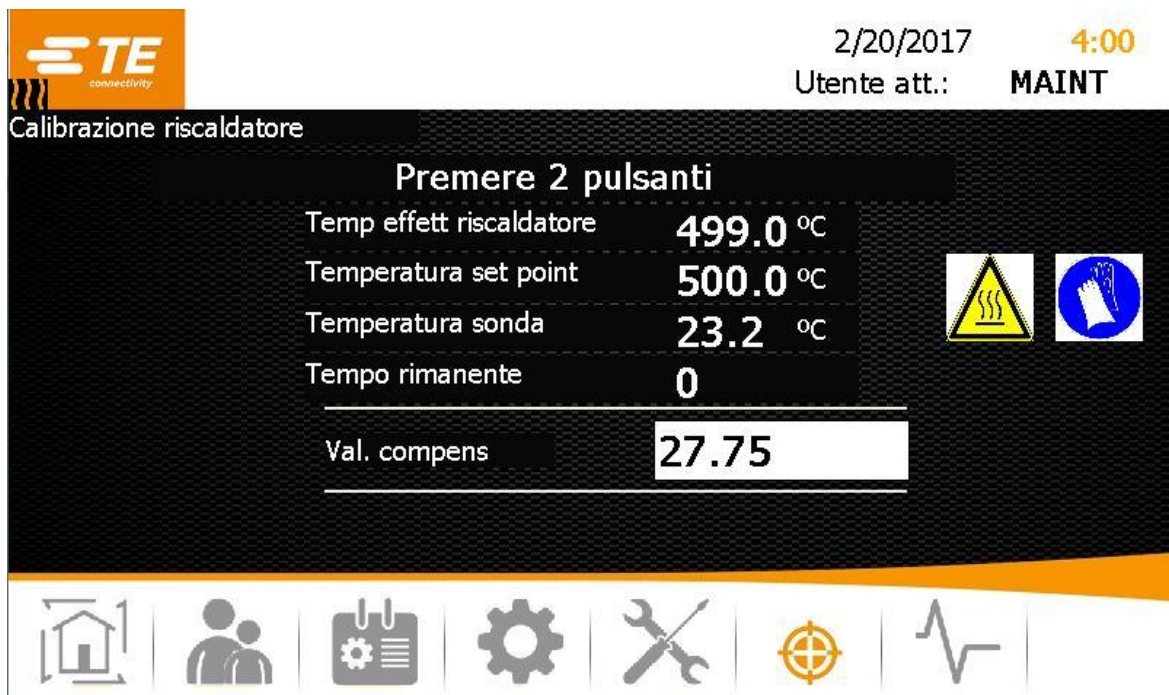 TE
connectivity
2/20/2017 4:00
Utente att.: MAINT
Calibrazione riscaldatore
Premere 2 pulsanti
Temp effett riscaldatore 499.0 ºC
Temperatura set point 500.0 ºC
Temperatura sonda 23.2 ºC
Tempo rimanente 0
Val. compens 27.75